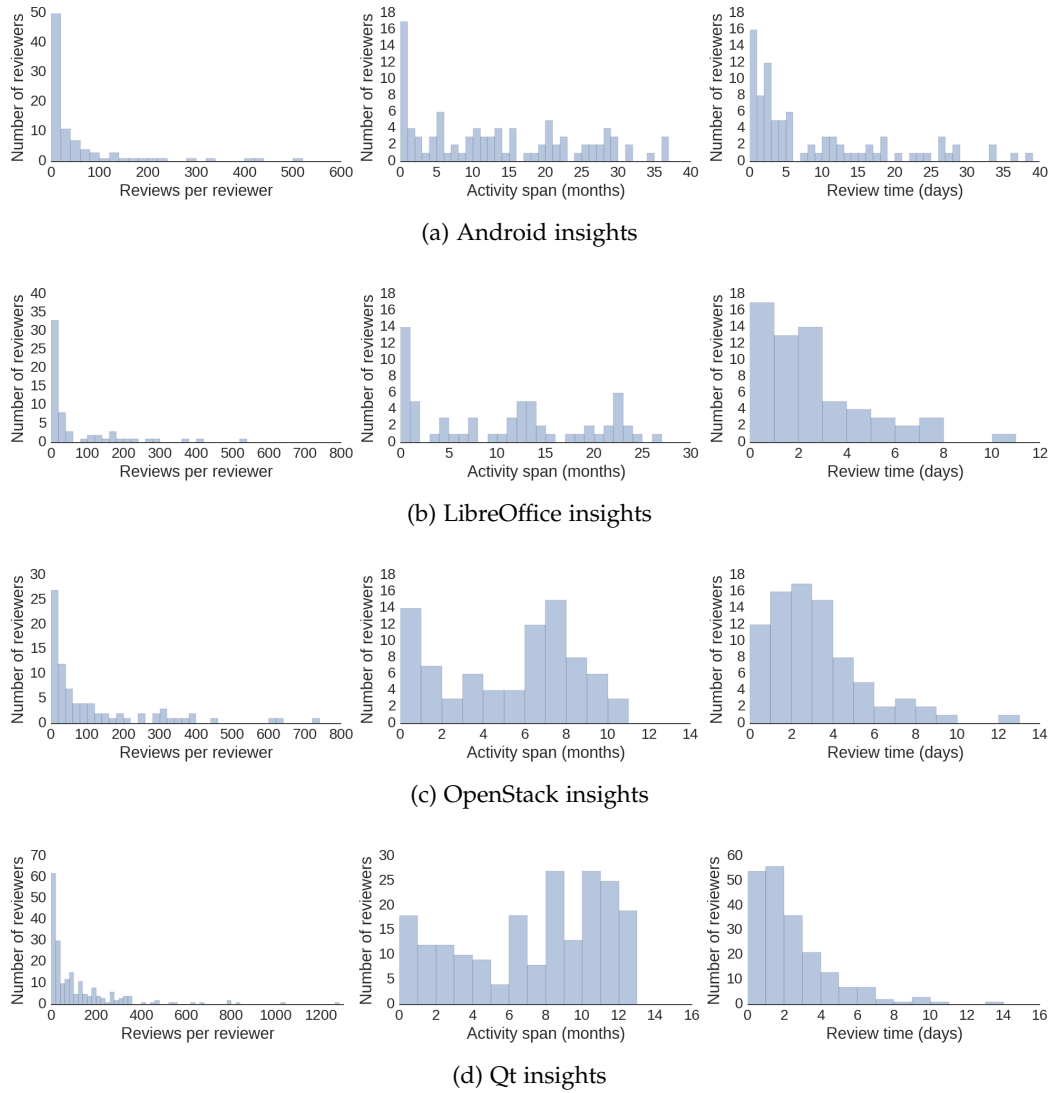 Number of reviewers
50
40
30
20
10
0
0 100 200 300 400 500 600
Reviews per reviewer
Number of reviewers
18
16
14
12
10
8
6
4
2
0
0 5 10 15 20 25 30 35 40
Activity span (months)
Number of reviewers
18
16
14
12
10
8
6
4
2
0
0 5 10 15 20 25 30 35 40
Review time (days)
(a) Android insights
Number of reviewers
40
35
30
25
20
15
10
5
0
0 100 200 300 400 500 600 700 800
Reviews per reviewer
Number of reviewers
18
16
14
12
10
8
6
4
2
0
0 5 10 15 20 25 30
Activity span (months)
Number of reviewers
18
16
14
12
10
8
6
4
2
0
0 2 4 6 8 10 12
Review time (days)
(b) LibreOffice insights
Number of reviewers
30
25
20
15
10
5
0
0 100 200 300 400 500 600 700 800
Reviews per reviewer
Number of reviewers
18
16
14
12
10
8
6
4
2
0
0 2 4 6 8 10 12 14
Activity span (months)
Number of reviewers
18
16
14
12
10
8
6
4
2
0
0 2 4 6 8 10 12 14
Review time (days)
(c) OpenStack insights
Number of reviewers
70
60
50
40
30
20
10
0
0 200 400 600 800 1000 1200
Reviews per reviewer
Number of reviewers
30
25
20
15
10
5
0
0 2 4 6 8 10 12 14 16
Activity span (months)
Number of reviewers
60
50
40
30
20
10
0
0 2 4 6 8 10 12 14 16
Review time (days)
(d) Qt insights